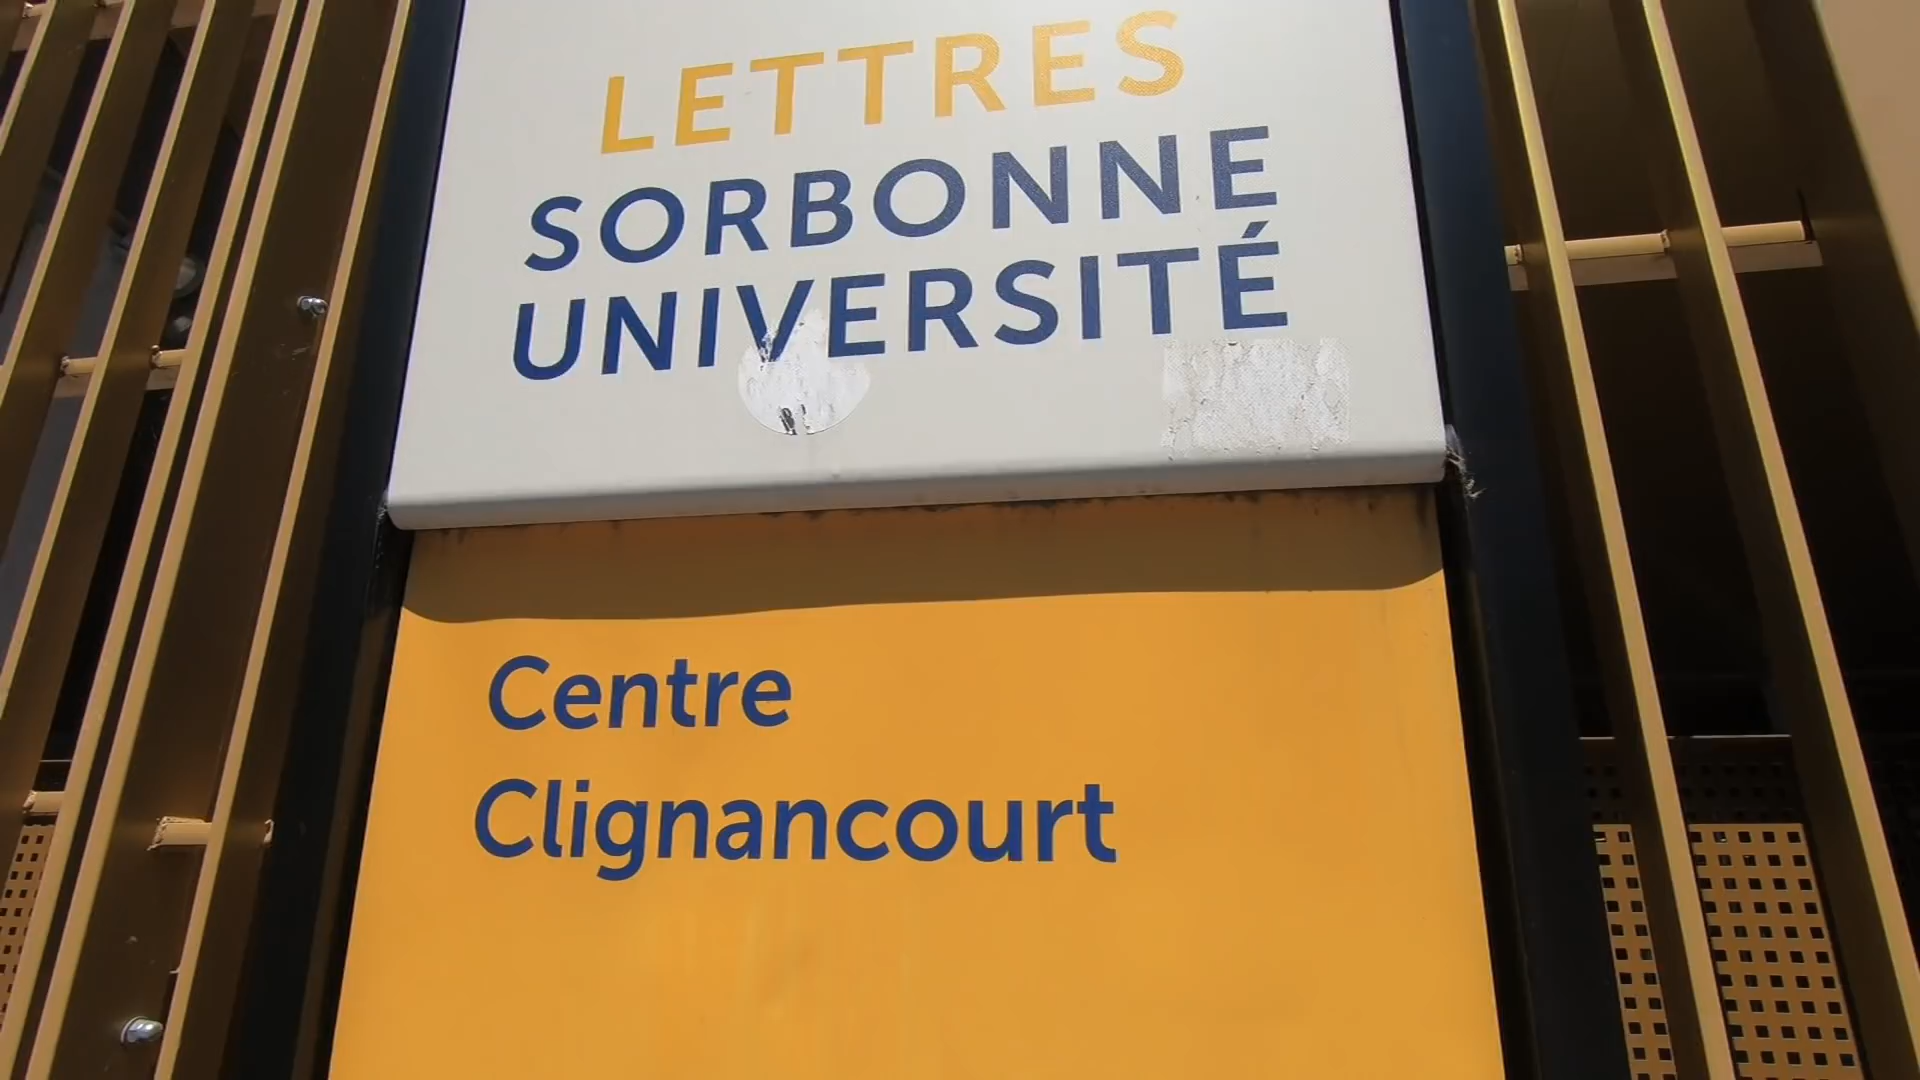 LETTRES
SORBONNE
UNIVERSITÉ
Centre
Clignancourt